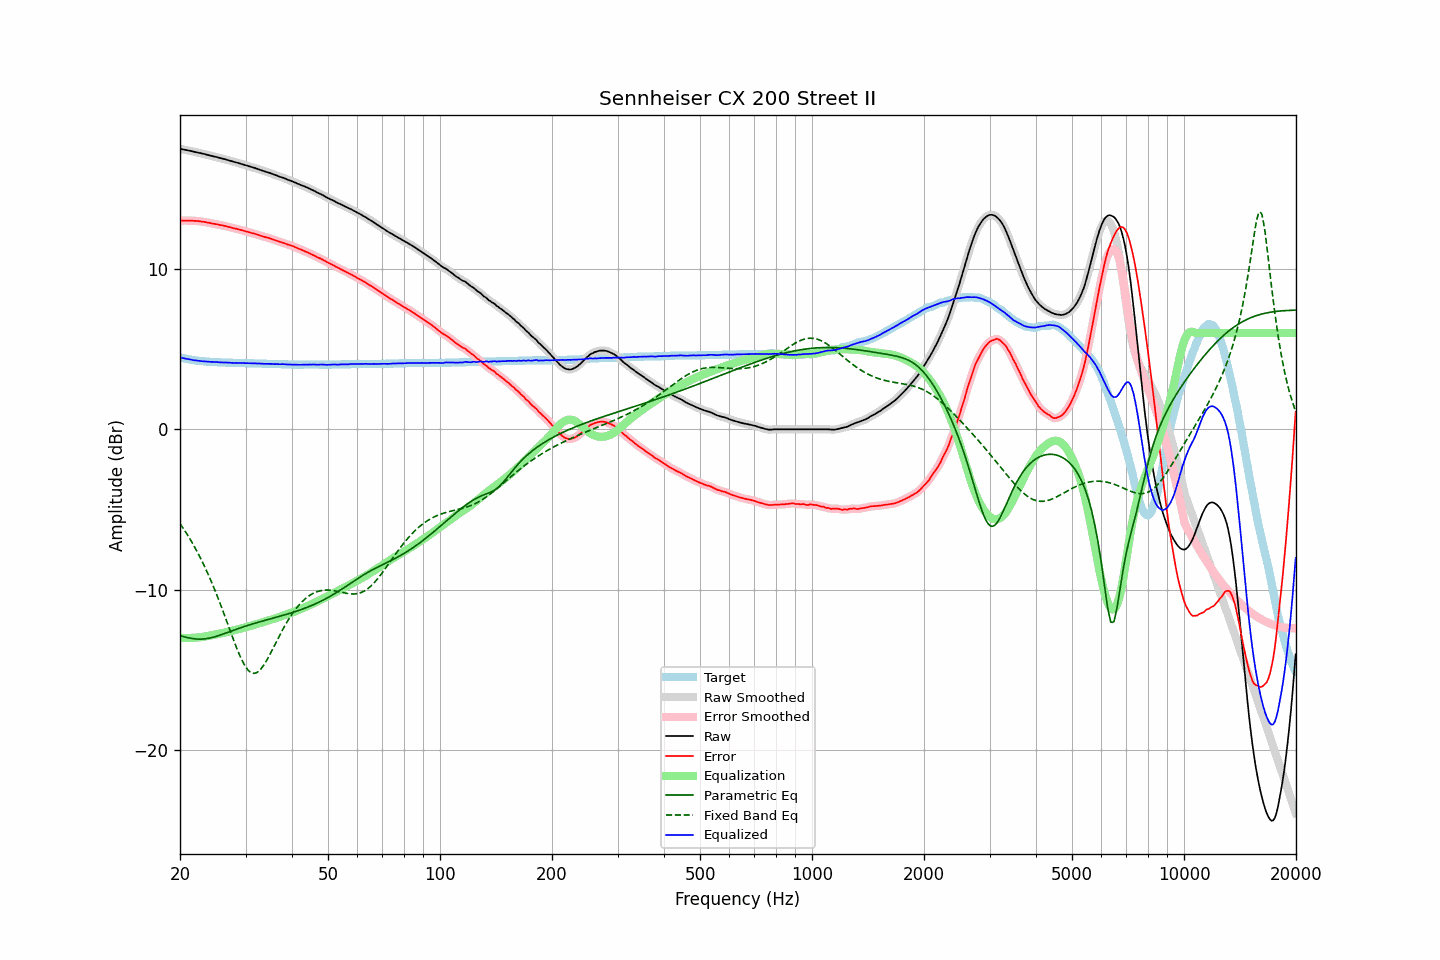 Sennheiser CX 200 Street II
Amplitude (dBr)
10
0
−10
−20
Target
Raw Smoothed
Error Smoothed
Raw
Error
Equalization
Parametric Eq
Fixed Band Eq
Equalized
20 50 100 200 500 1000 2000 5000 10000 20000
Frequency (Hz)